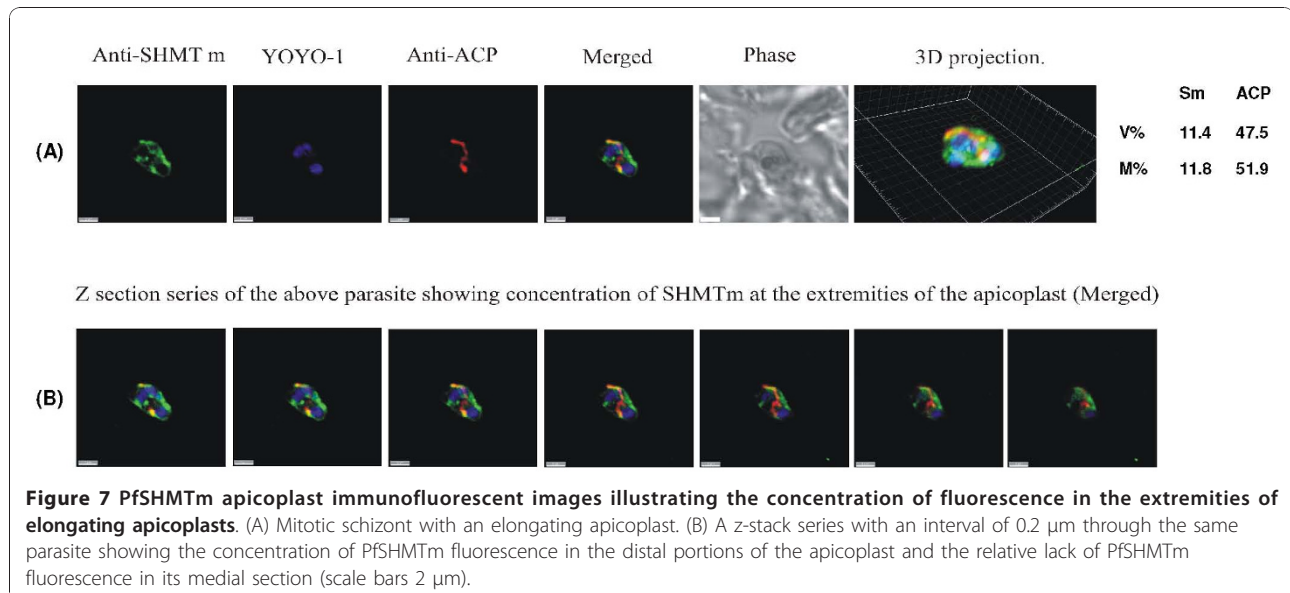 Anti-SHMT m YOYO-1 Anti-ACP Merged Phase 3D projection.
Sm ACP
(A)
V% 11.4 47.5
M% 11.8 51.9
Z section series of the above parasite showing concentration of SHMTm at the extremities of the apicoplast (Merged)
(B)
Figure 7 PfSHMTm apicoplast immunofluorescent images illustrating the concentration of fluorescence in the extremities of
elongating apicoplasts. (A) Mitotic schizont with an elongating apicoplast. (B) A z-stack series with an interval of 0.2 μm through the same
parasite showing the concentration of PfSHMTm fluorescence in the distal portions of the apicoplast and the relative lack of PfSHMTm
fluorescence in its medial section (scale bars 2 μm).